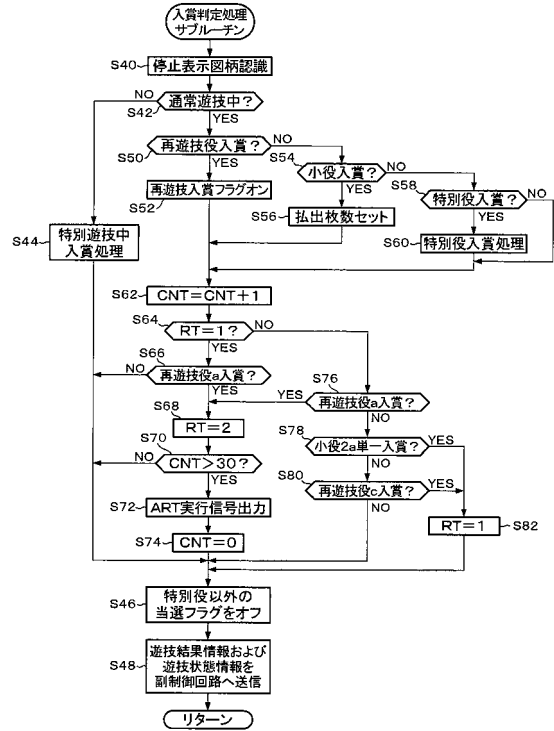 入賞判定処理
サブルーチン
S40
停止表示図柄認識
NO
通常遊技中？
S42
YES
再遊技役入賞？
NO
S50
YES
S54
小役入賞？
NO
再遊技入賞フラグオン
S52
YES
S58
特別役入賞？
NO
S56
払出枚数セット
YES
S44
特別遊技中
入賞処理
S60
特別役入賞処理
S62
CNT＝CNT＋1
S64
RT＝1？
NO
YES
S66
NO
再遊技役a入賞？
YES
S76
YES
再遊技役a入賞？
NO
S68
RT＝2
S78
小役2a単一入賞？
YES
NO
S70
NO
CNT＞30？
YES
S80
再遊技役c入賞？
YES
NO
S72
ART実行信号出力
RT＝1
S82
S74
CNT＝0
S46
特別役以外の
当選フラグをオフ
S48
遊技結果情報および
遊技状態情報を
副制御回路へ送信
リターン